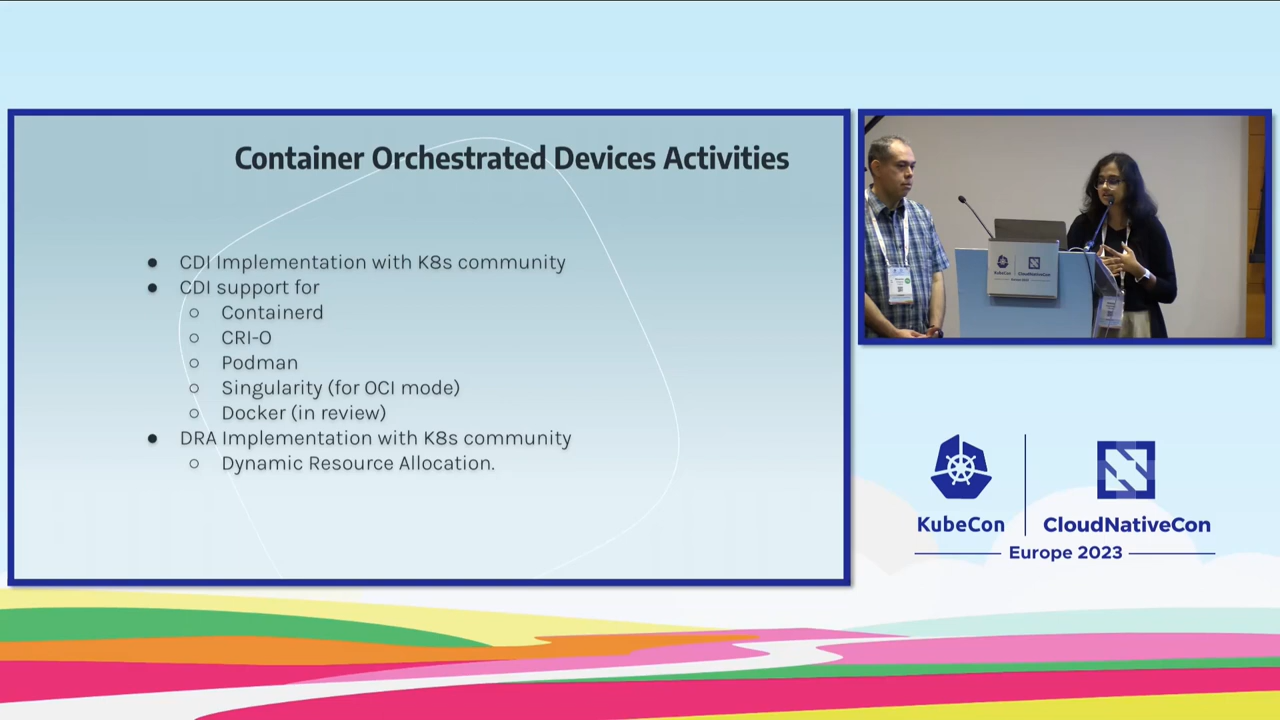 Container Orchestrated Devices Activities
CDI Implementation with K8s community
CDI support for
Containerd
CRI-O
Podman
Singularity (for OCI mode)
Docker (in review)
DRA Implementation with K8s community
Dynamic Resource Allocation.
KubeCon
CloudNativeCon
Europe 2023